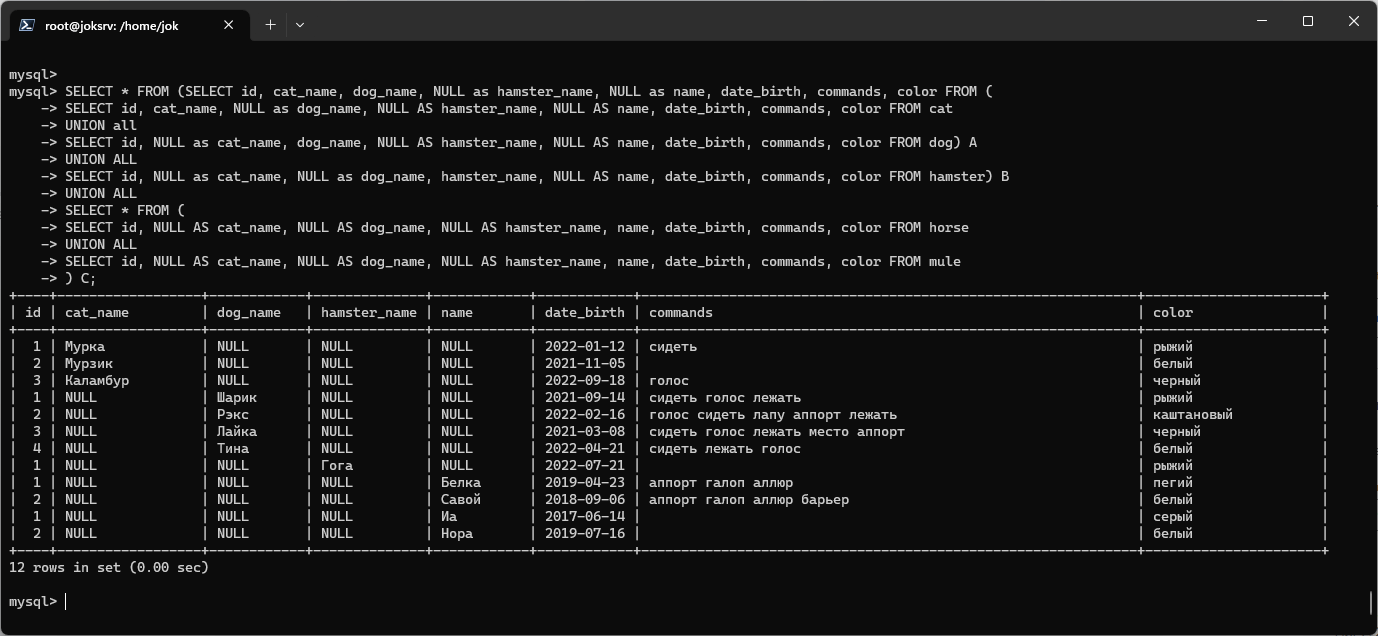 root@joksrv: /home/jok
mysql>
mysql> SELECT * FROM (SELECT id, cat_name, dog_name, NULL as hamster_name, NULL as name, date_birth, commands, color FROM (
    -> SELECT id, cat_name, NULL as dog_name, NULL AS hamster_name, NULL AS name, date_birth, commands, color FROM cat
    -> UNION all
    -> SELECT id, NULL as cat_name, dog_name, NULL AS hamster_name, NULL AS name, date_birth, commands, color FROM dog) A
    -> UNION ALL
    -> SELECT id, NULL as cat_name, NULL as dog_name, hamster_name, NULL AS name, date_birth, commands, color FROM hamster) B
    -> UNION ALL
    -> SELECT * FROM (
    -> SELECT id, NULL AS cat_name, NULL AS dog_name, NULL AS hamster_name, name, date_birth, commands, color FROM horse
    -> UNION ALL
    -> SELECT id, NULL AS cat_name, NULL AS dog_name, NULL AS hamster_name, name, date_birth, commands, color FROM mule
    -> ) C;
| id | cat_name | dog_name | hamster_name | name | date_birth | commands | color |
| 1 | Мурка | NULL | NULL | NULL | 2022-01-12 | сидеть | рыжий |
| 2 | Мурзик | NULL | NULL | NULL | 2021-11-05 | | белый |
| 3 | Каламбур | NULL | NULL | NULL | 2022-09-18 | голос | черный |
| 1 | NULL | Шарик | NULL | NULL | 2021-09-14 | сидеть голос лежать | рыжий |
| 2 | NULL | Рэкс | NULL | NULL | 2022-02-16 | голос сидеть лапу аппорт лежать | каштановый |
| 3 | NULL | Лайка | NULL | NULL | 2021-03-08 | сидеть голос лежать место аппорт | черный |
| 4 | NULL | Тина | NULL | NULL | 2022-04-21 | сидеть лежать голос | белый |
| 1 | NULL | NULL | Гога | NULL | 2022-07-21 | | рыжий |
| 1 | NULL | NULL | NULL | Белка | 2019-04-23 | аппорт галоп аллюр | пегий |
| 2 | NULL | NULL | NULL | Савой | 2018-09-06 | аппорт галоп аллюр барьер | белый |
| 1 | NULL | NULL | NULL | Иа | 2017-06-14 | | серый |
| 2 | NULL | NULL | NULL | Нора | 2019-07-16 | | белый |
12 rows in set (0.00 sec)
mysql>